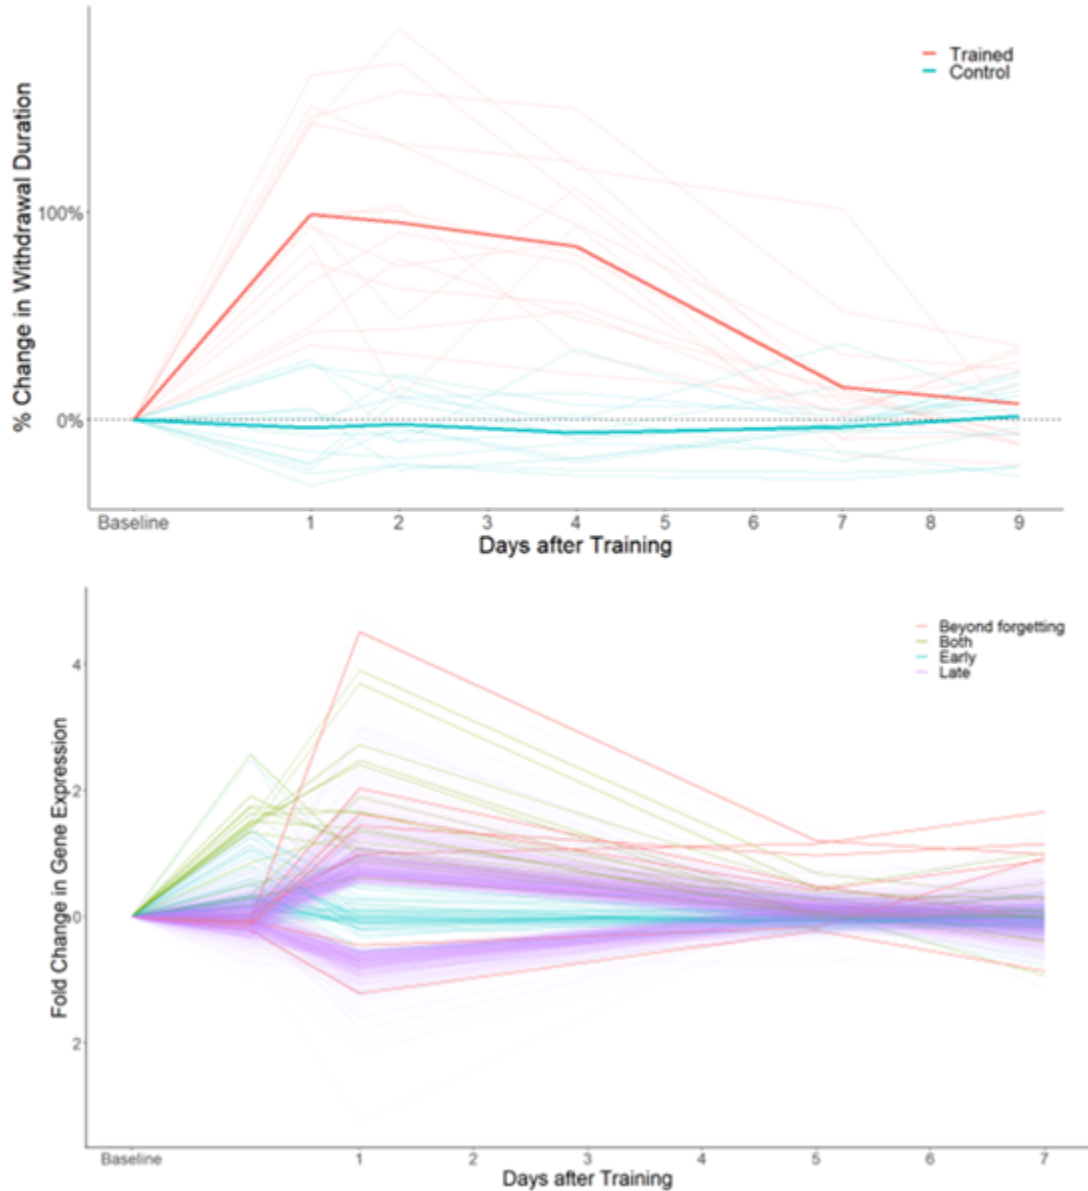 % Change in Withdrawal Duration
100%
0%
Trained
Control
Baseline 1 2 3 4 5 6 7 8 9
Days after Training
Fold Change in Gene Expression
4
2
0
2
Beyond forgetting
Both
Early
Late
Baseline 1 2 3 4 5 6 7
Days after Training